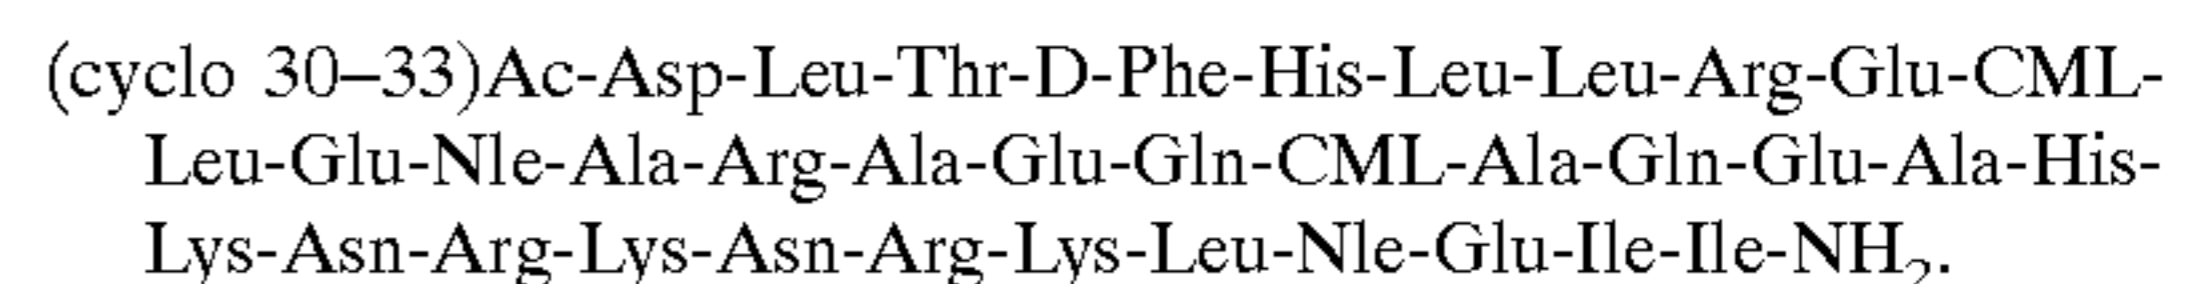 (cyclo 30–33)Ac-Asp-Leu-Thr-D-Phe-His-Leu-Leu-Arg-Glu-CML-
Leu-Glu-Nle-Ala-Arg-Ala-Glu-Gln-CML-Ala-Gln-Glu-Ala-His-
Lys-Asn-Arg-Lys-Asn-Arg-Lys-Leu-Nle-Glu-Ile-Ile-NH₂.